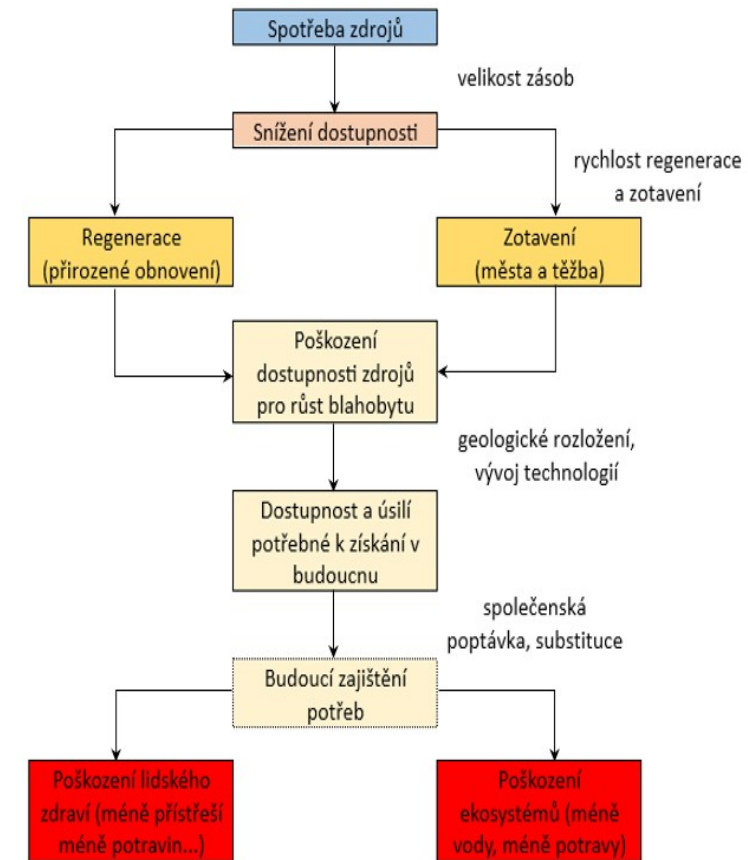 Spotřeba zdrojů
velikost zásob
Snížení dostupnosti
rychlost regenerace
a zotavení
Regenerace
(přirozené obnovení)
Zotavení
(města a těžba)
Poškození
dostupnosti zdrojů
pro růst blahobytu
geologické rozložení,
vývoj technologií
Dostupnost a úsilí
potřebné k získání v
budoucnu
společenská
poptávka, substituce
Budoucí zajištění
potřeb
Poškození lidského
zdraví (méně přístřeší
méně potravin...)
Poškození
ekosystémů (méně
vody, méně potravy)